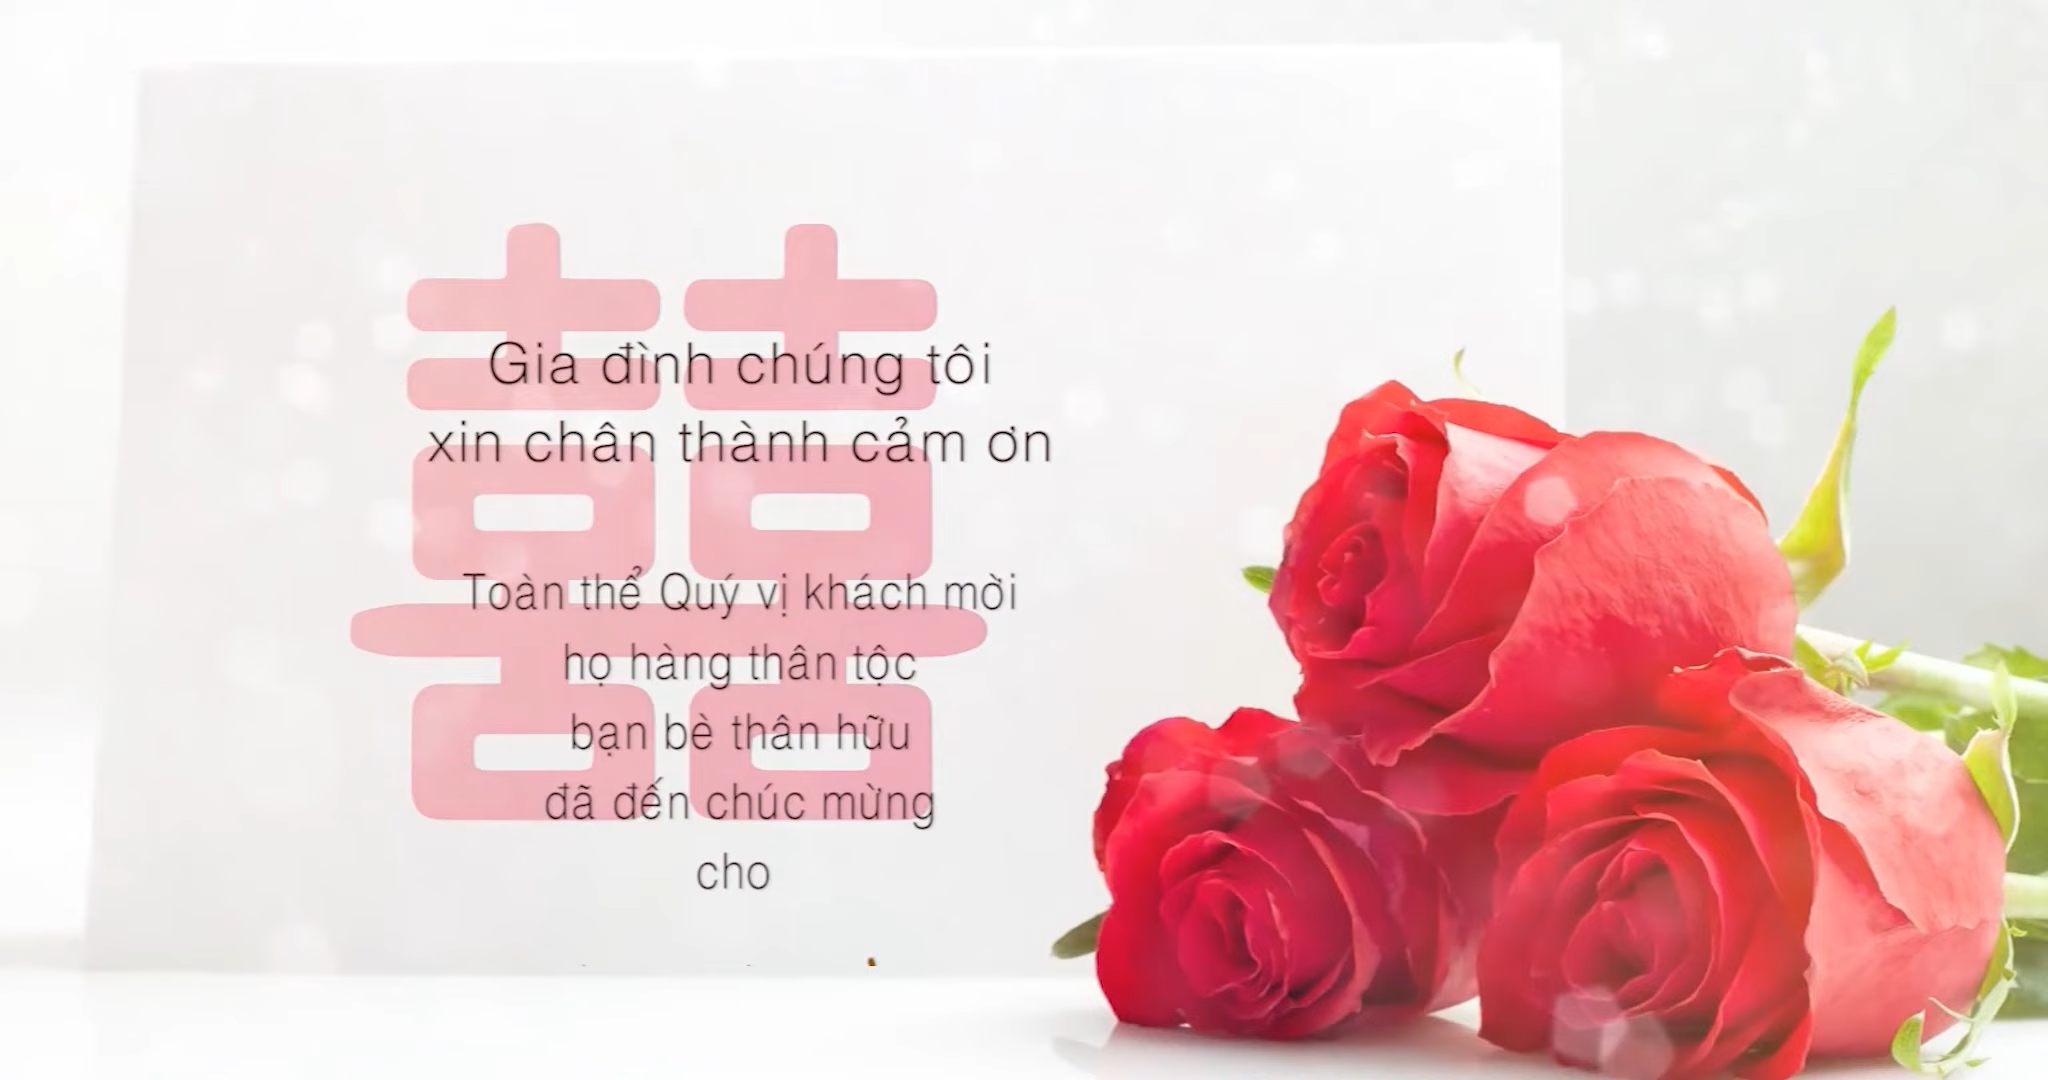 囍
Gia đình chúng tôi
xin chân thành cảm ơn
Toàn thể Quý vị khách mời
họ hàng thân tộc
bạn bè thân hữu
đã đến chúc mừng
cho